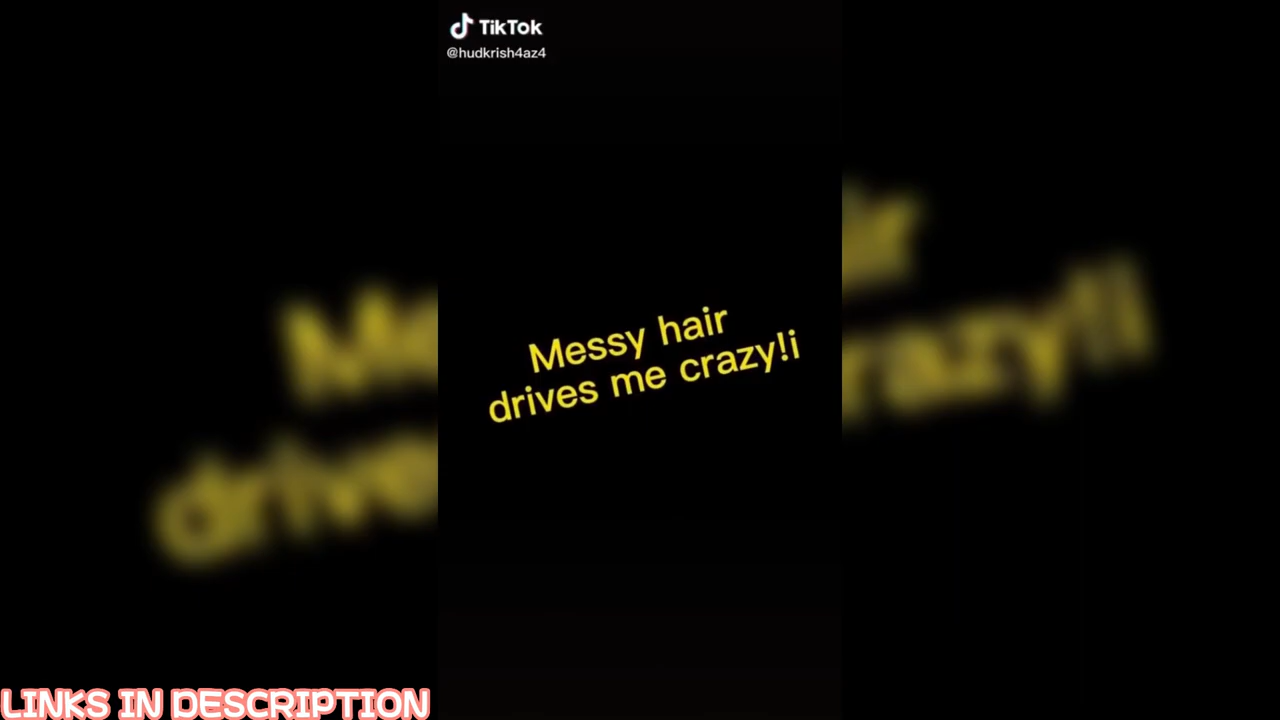 TikTok
@hudkrish4az4
Messy hair
drives me crazy!i
LINKS IN DESCRIPTION